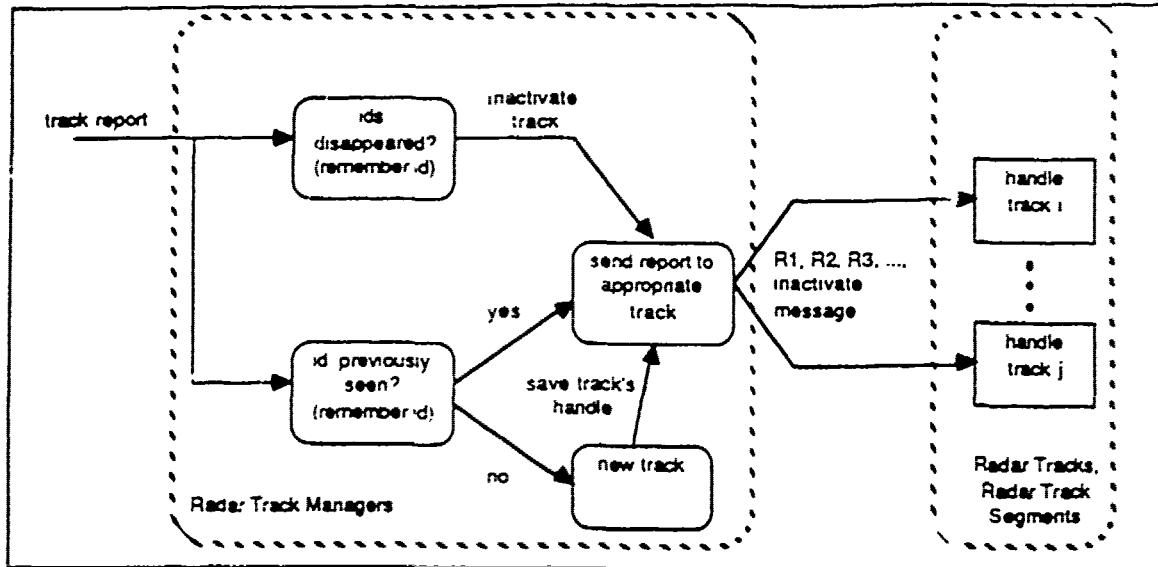 track report
ids
disappeared?
(remember id)
inactivate
track
send report to
appropriate
track
yes
id previously
seen?
(remember id)
save track's
handle
no
new track
Radar Track Managers
R1, R2, R3, ...,
inactivate
message
handle
track i
handle
track j
Radar Tracks,
Radar Track
Segments